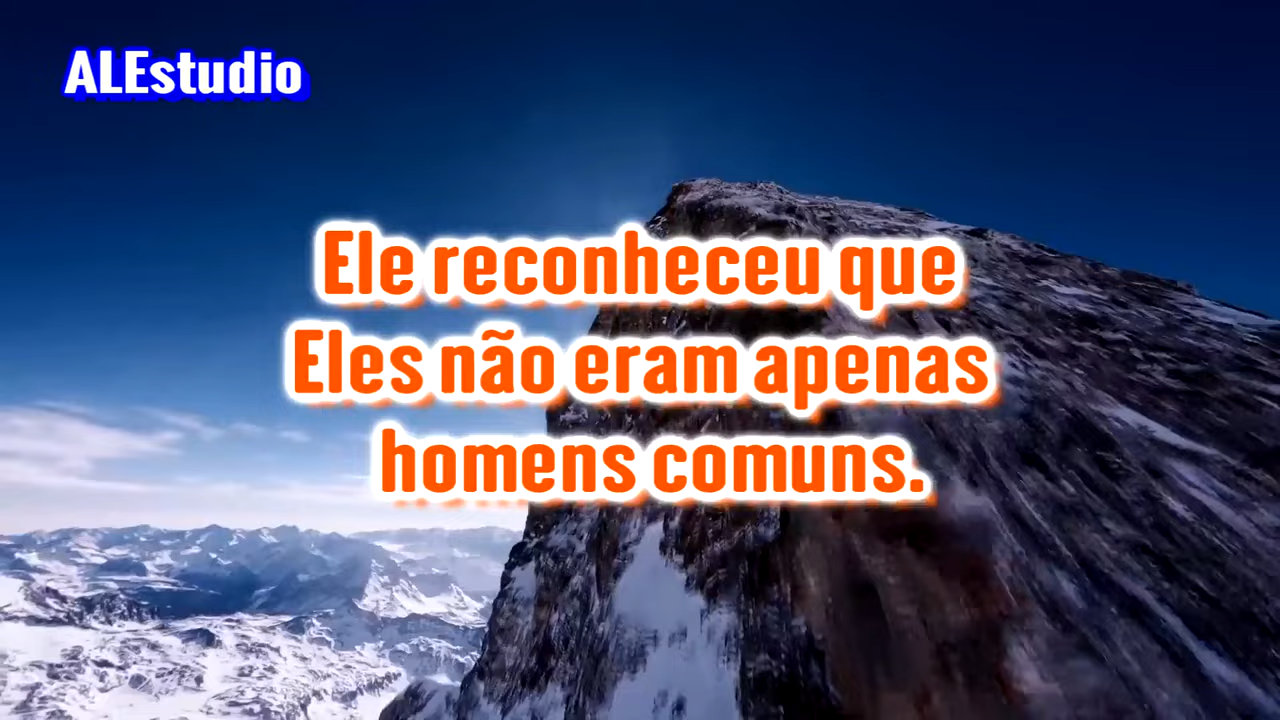 ALEstudio
Ele reconheceu que
Eles não eram apenas
homens comuns.